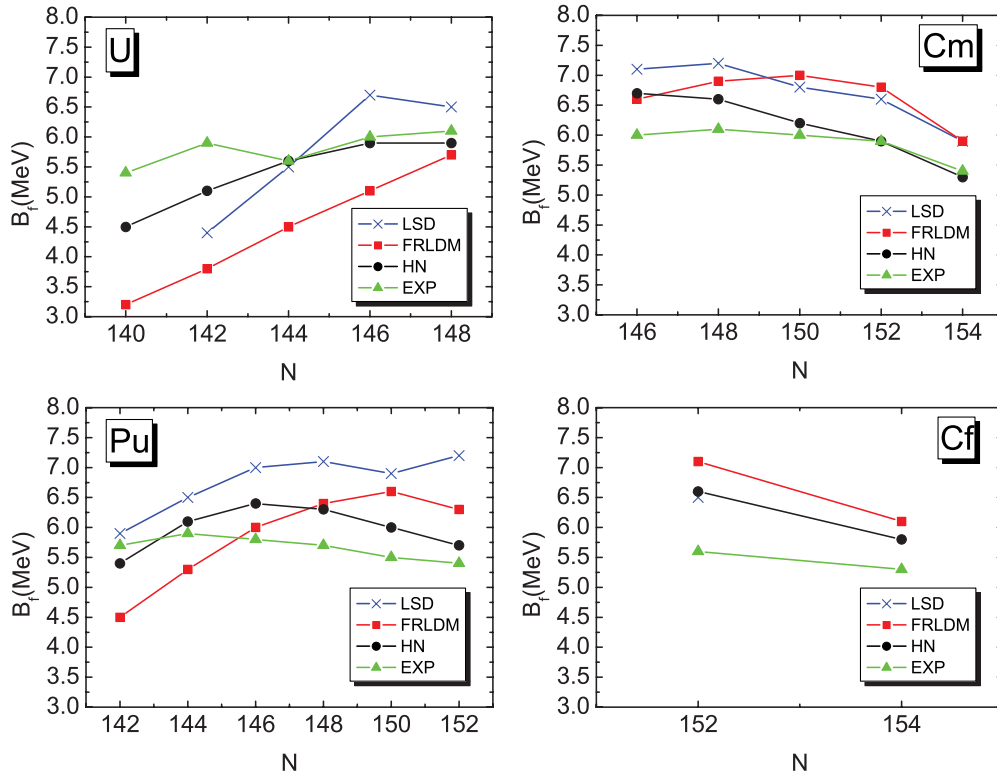 U
B_f(MeV)
8.0
7.5
7.0
6.5
6.0
5.5
5.0
4.5
4.0
3.5
3.0
140 142 144 146 148
N
LSD
FRLDM
HN
EXP
Cm
B_f(MeV)
8.0
7.5
7.0
6.5
6.0
5.5
5.0
4.5
4.0
3.5
3.0
146 148 150 152 154
N
LSD
FRLDM
HN
EXP
Pu
B_f(MeV)
8.0
7.5
7.0
6.5
6.0
5.5
5.0
4.5
4.0
3.5
3.0
142 144 146 148 150 152
N
LSD
FRLDM
HN
EXP
Cf
B_f(MeV)
8.0
7.5
7.0
6.5
6.0
5.5
5.0
4.5
4.0
3.5
3.0
152 154
N
LSD
FRLDM
HN
EXP